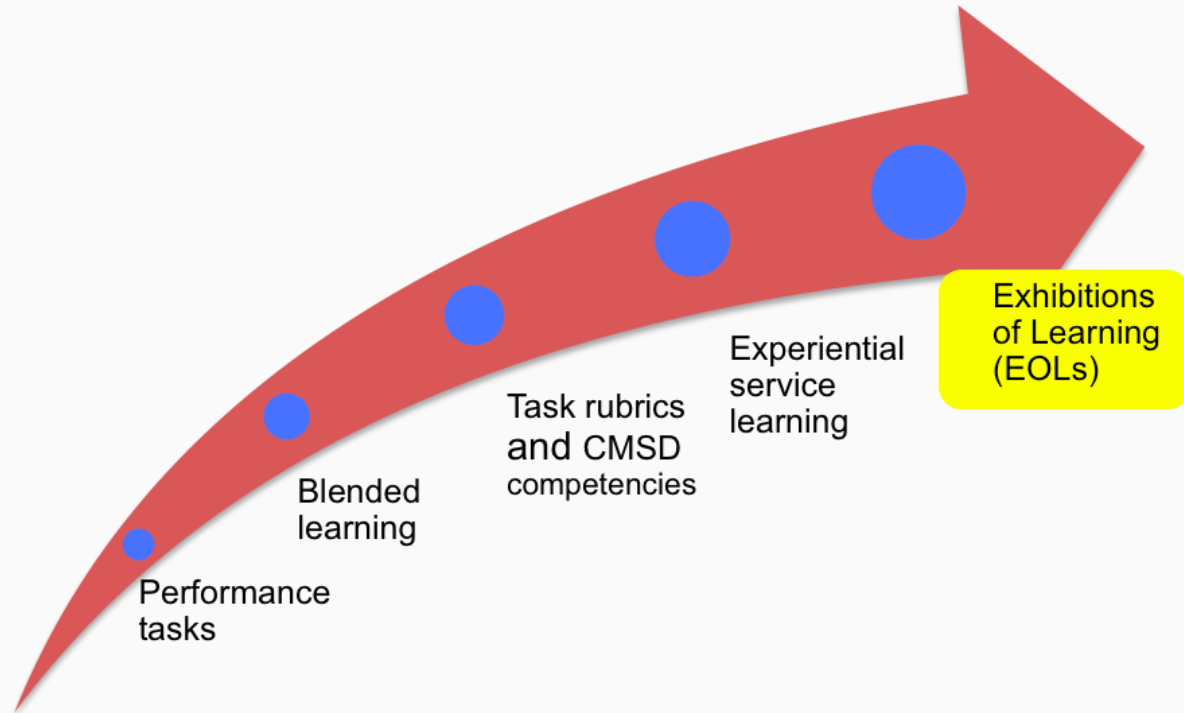 Performance
tasks
Blended
learning
Task rubrics
and CMSD
competencies
Experiential
service
learning
Exhibitions
of Learning
(EOLs)